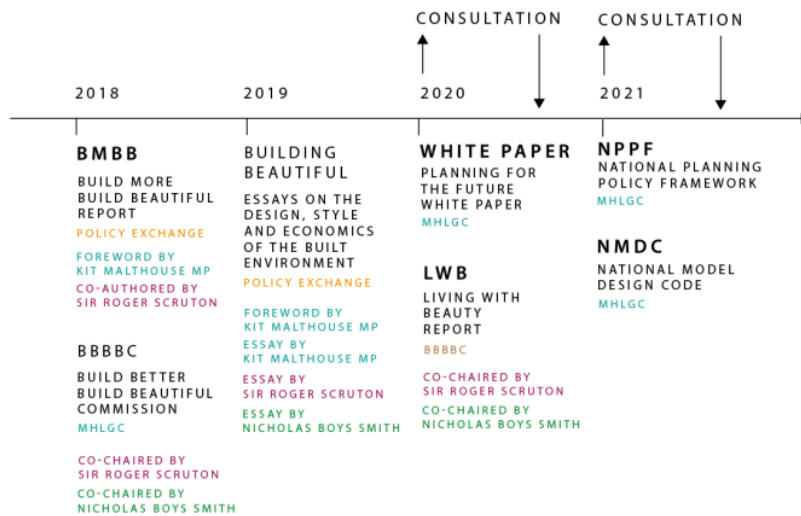 CONSULTATION
CONSULTATION
2018
2019
2020
2021
BMBB
BUILD MORE
BUILD BEAUTIFUL
REPORT
POLICY EXCHANGE
FOREWORD BY
KIT MALTHOUSE MP
CO-AUTHORED BY
SIR ROGER SCRUTON
BBBBC
BUILD BETTER
BUILD BEAUTIFUL
COMMISSION
MHLGC
CO-CHAIRED BY
SIR ROGER SCRUTON
CO-CHAIRED BY
NICHOLAS BOYS SMITH
BUILDING
BEAUTIFUL
ESSAYS ON THE
DESIGN, STYLE
AND ECONOMICS
OF THE BUILT
ENVIRONMENT
POLICY EXCHANGE
FOREWORD BY
KIT MALTHOUSE MP
ESSAY BY
KIT MALTHOUSE MP
ESSAY BY
SIR ROGER SCRUTON
ESSAY BY
NICHOLAS BOYS SMITH
WHITE PAPER
PLANNING FOR
THE FUTURE
WHITE PAPER
MHLGC
LWB
LIVING WITH
BEAUTY
REPORT
BBBBC
CO-CHAIRED BY
SIR ROGER SCRUTON
CO-CHAIRED BY
NICHOLAS BOYS SMITH
NPPF
NATIONAL PLANNING
POLICY FRAMEWORK
MHLGC
NMDC
NATIONAL MODEL
DESIGN CODE
MHLGC